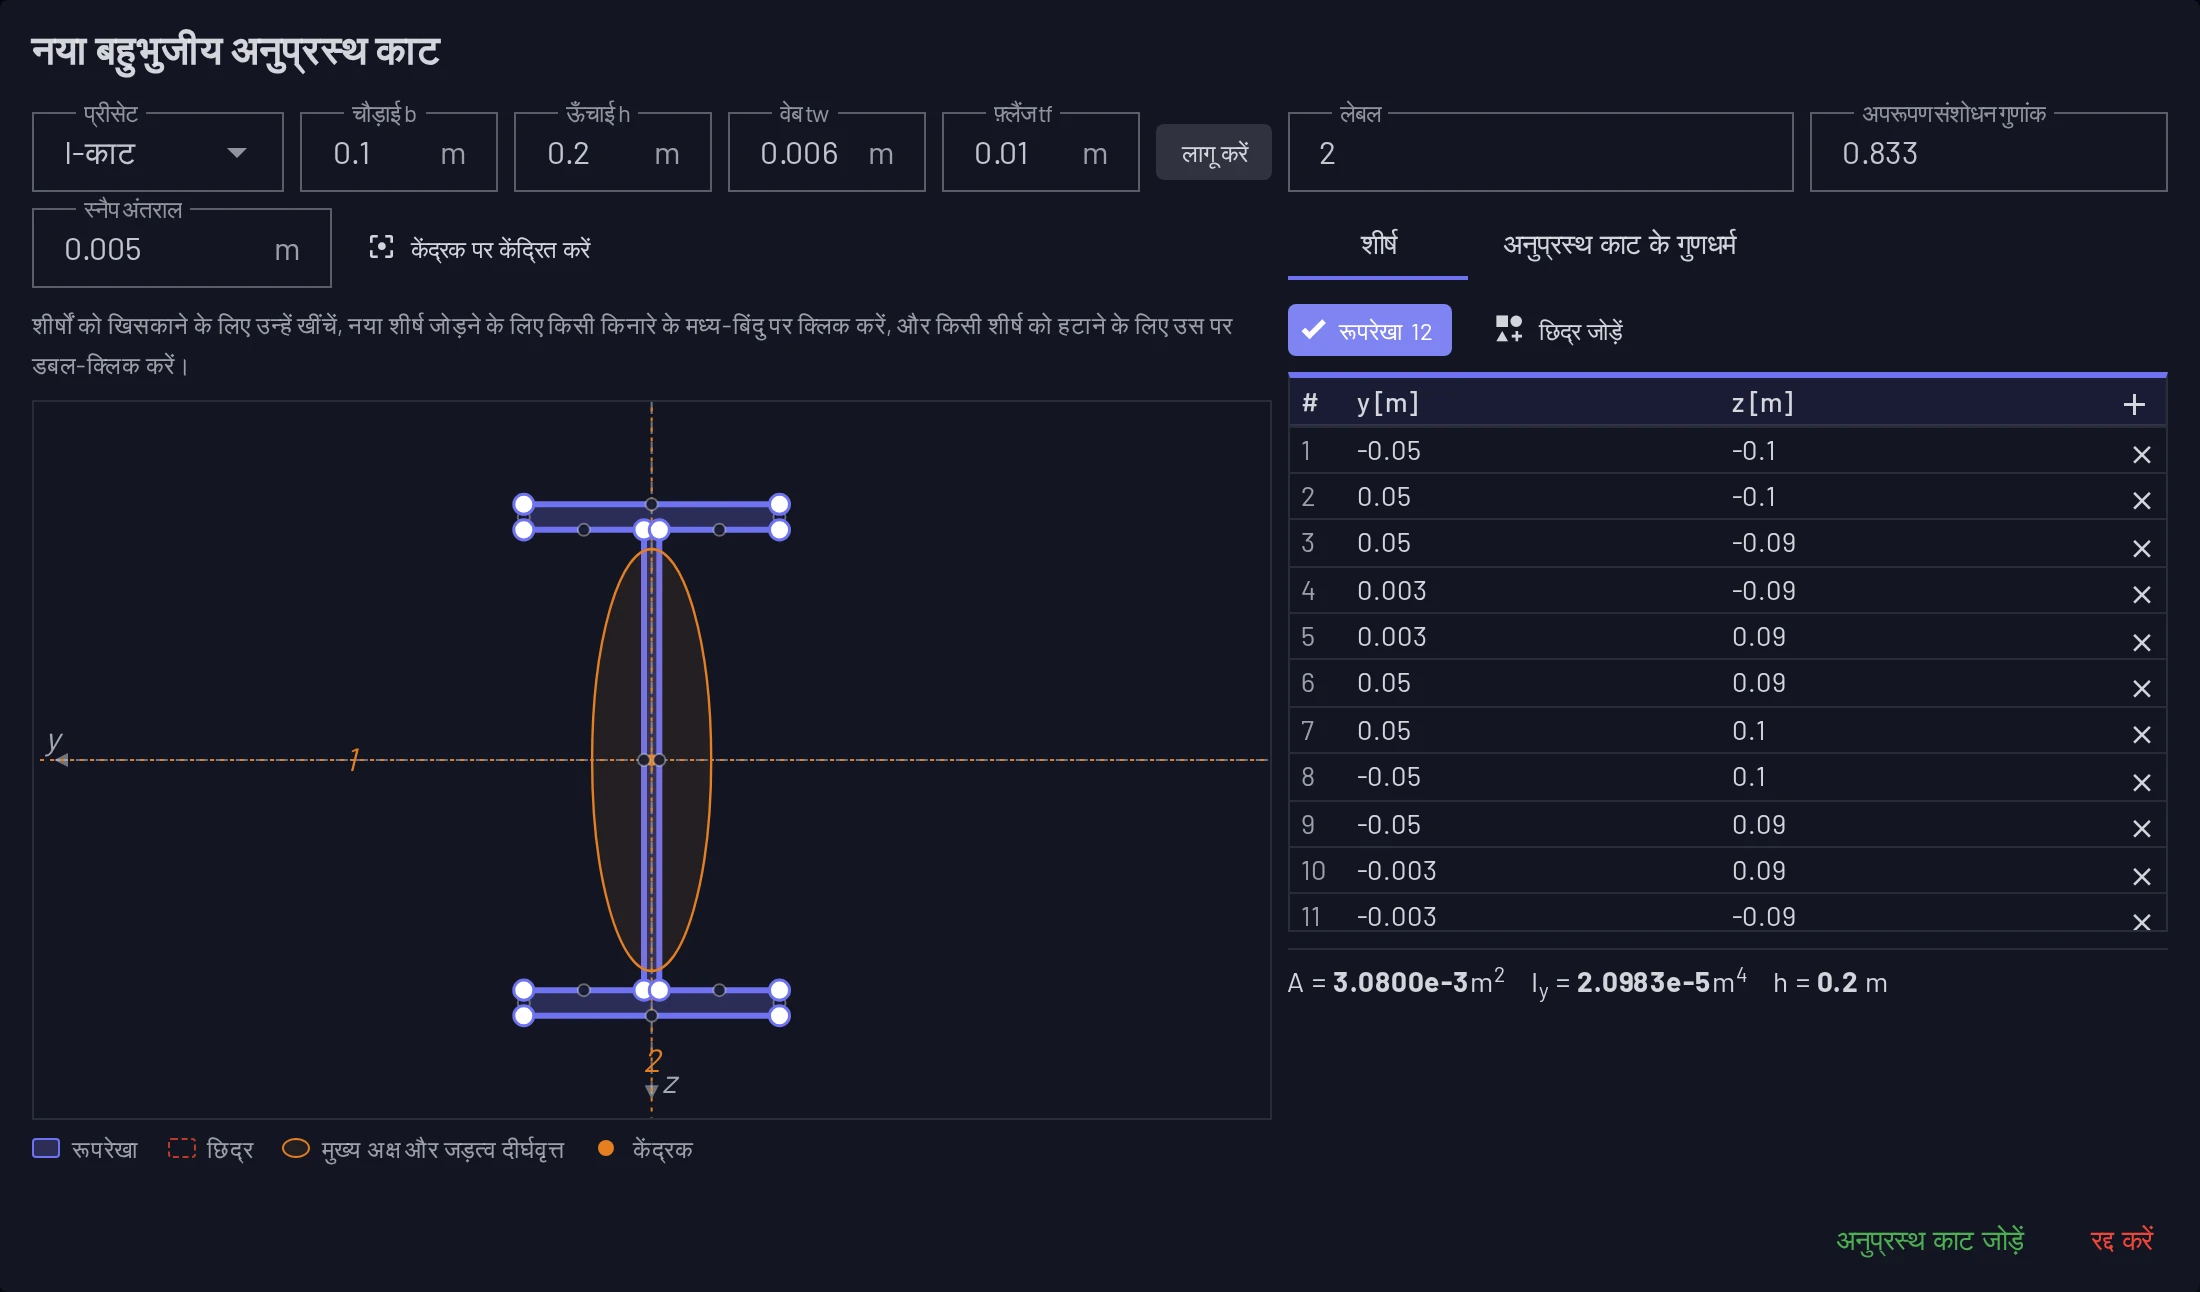 नया बहुभुजीय अनुप्रस्थ काट
प्रीसेट
I-काट
चौड़ाई b
0.1 m
ऊँचाई h
0.2 m
वेब tw
0.006 m
फ़्लैंज tf
0.01 m
लागू करें
लेबल
2
अपरूपण संशोधन गुणांक
0.833
स्नैप अंतराल
0.005 m
केंद्रक पर केंद्रित करें
शीर्षों को खिसकाने के लिए उन्हें खींचें, नया शीर्ष जोड़ने के लिए किसी किनारे के मध्य-बिंदु पर क्लिक करें, और किसी शीर्ष को हटाने के लिए उस पर
डबल-क्लिक करें।
y
1
2
z
रूपरेखा
छिद्र
मुख्य अक्ष और जड़त्व दीर्घवृत्त
केंद्रक
शीर्ष
अनुप्रस्थ काट के गुणधर्म
रूपरेखा 12
छिद्र जोड़ें
# y [m] z [m]
1 -0.05 -0.1
2 0.05 -0.1
3 0.05 -0.09
4 0.003 -0.09
5 0.003 0.09
6 0.05 0.09
7 0.05 0.1
8 -0.05 0.1
9 -0.05 0.09
10 -0.003 0.09
11 -0.003 -0.09
A = 3.0800e-3m² I_y = 2.0983e-5m⁴ h = 0.2 m
अनुप्रस्थ काट जोड़ें
रद्द करें